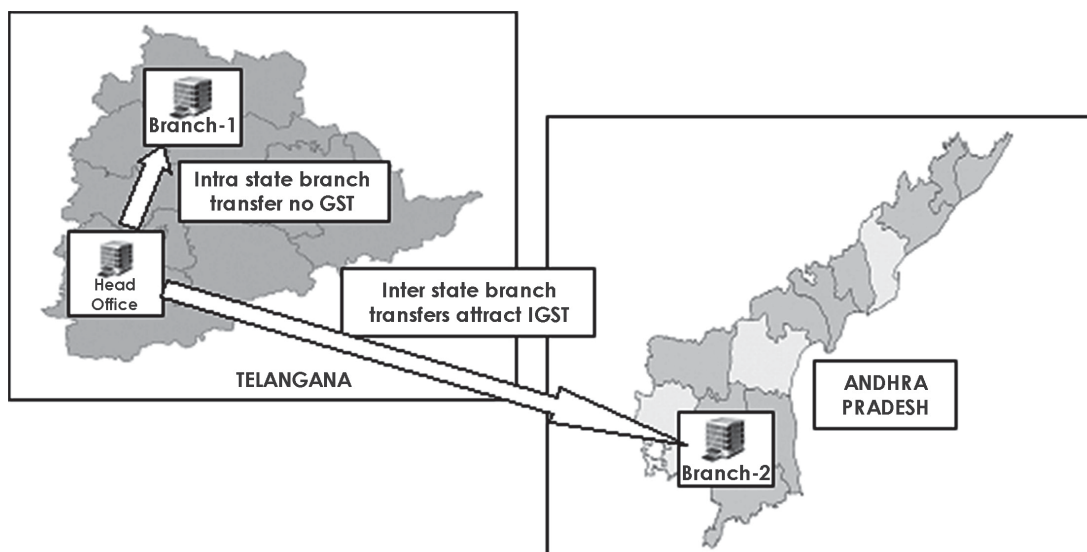 Branch-1
Intra state branch
transfer no GST
Head
Office
Inter state branch
transfers attract IGST
TELANGANA
ANDHRA
PRADESH
Branch-2